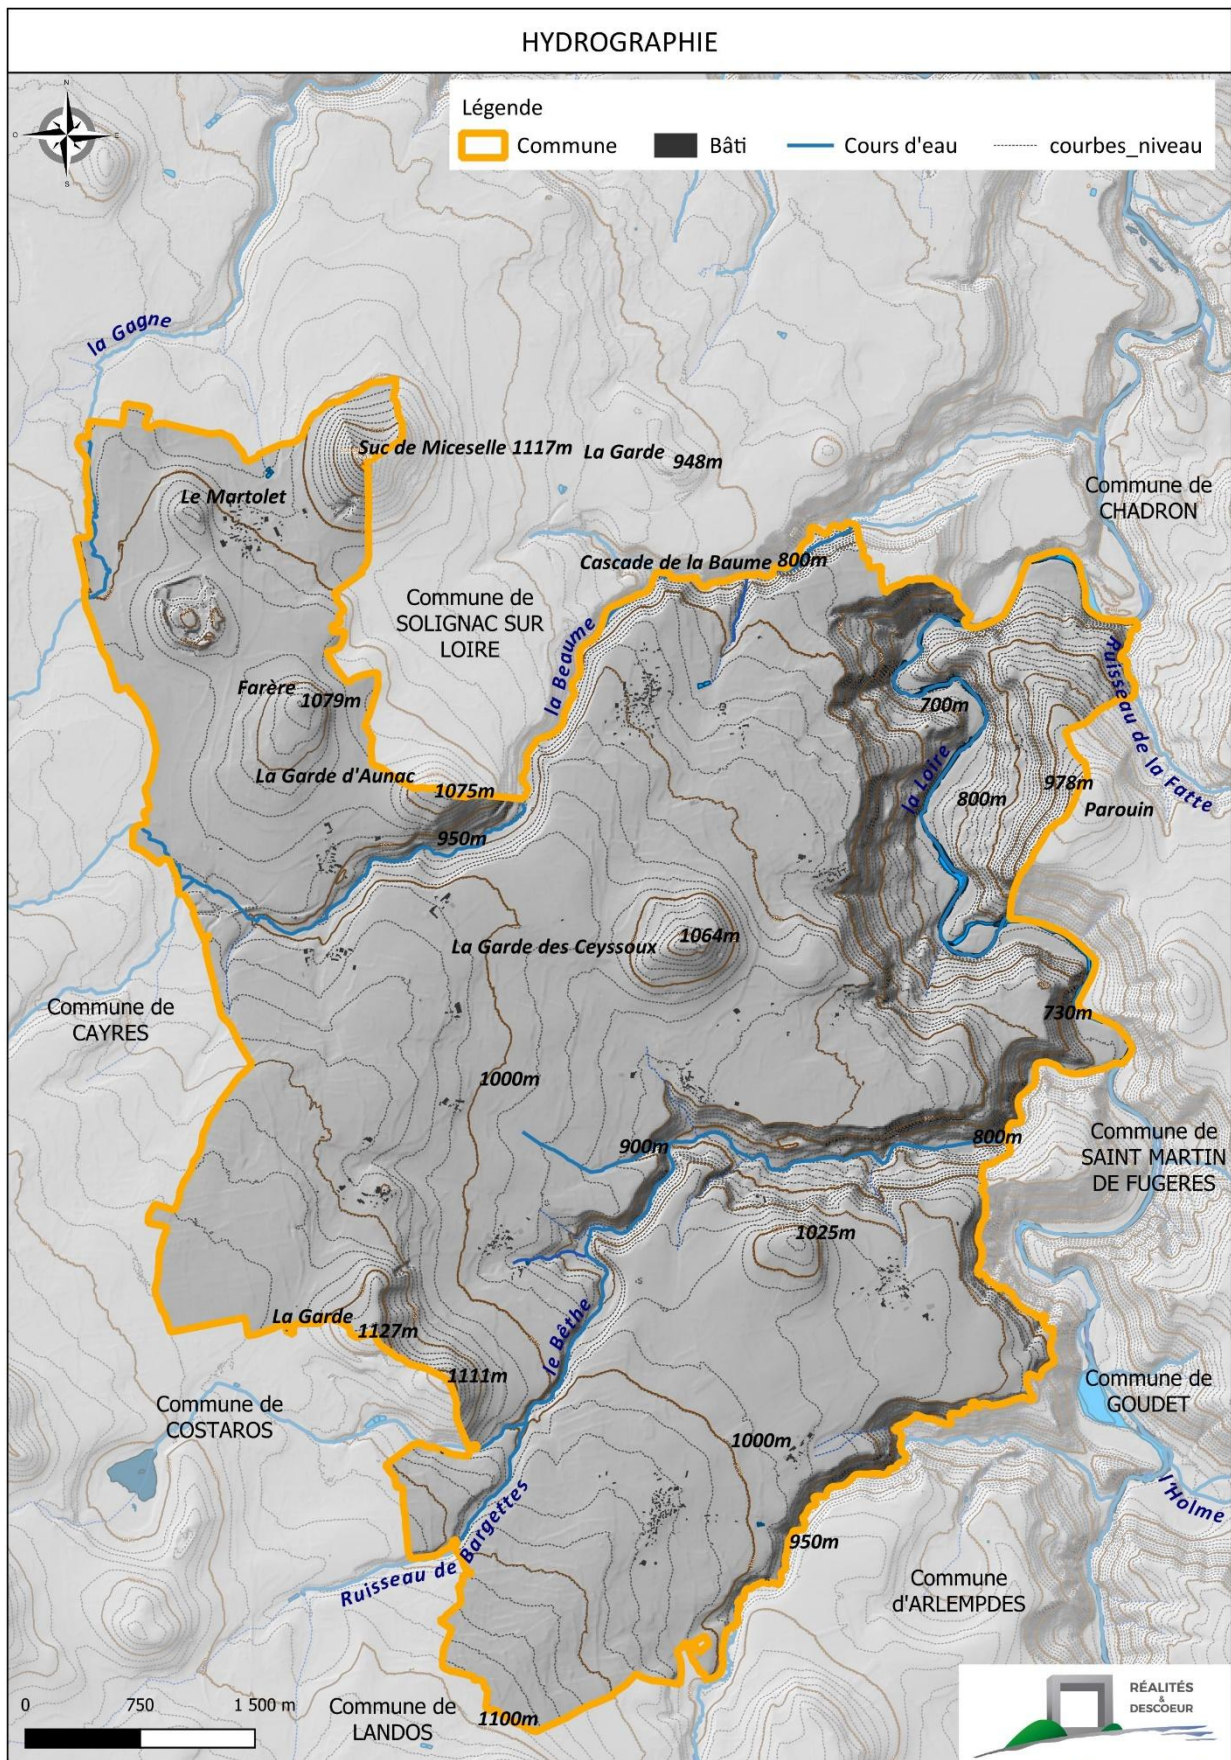 HYDROGRAPHIE
Légende
Commune
Bâti
Cours d'eau
courbes_niveau
N
O
E
S
la Gagne
Suc de Miceselle 1117m
La Garde
948m
Le Martolet
Commune de
CHADRON
Cascade de la Baume 800m
Commune de
SOLIGNAC SUR
LOIRE
la Beaume
Ruisseau de la Fatte
Farère
1079m
700m
La Garde d'Aunac
1075m
la Loire
800m
978m
Parouin
950m
La Garde des Ceyssoux
1064m
Commune de
CAYRES
730m
1000m
900m
800m
Commune de
SAINT MARTIN
DE FUGERES
1025m
La Garde
1127m
le Bêthe
1111m
Commune de
COSTAROS
Commune de
GOUDET
1000m
l'Holme
950m
Ruisseau de Bargettes
Commune
d'ARLEMPDES
0
750
1 500 m
Commune de
LANDOS
1100m
RÉALITÉS
&
DESCOEUR